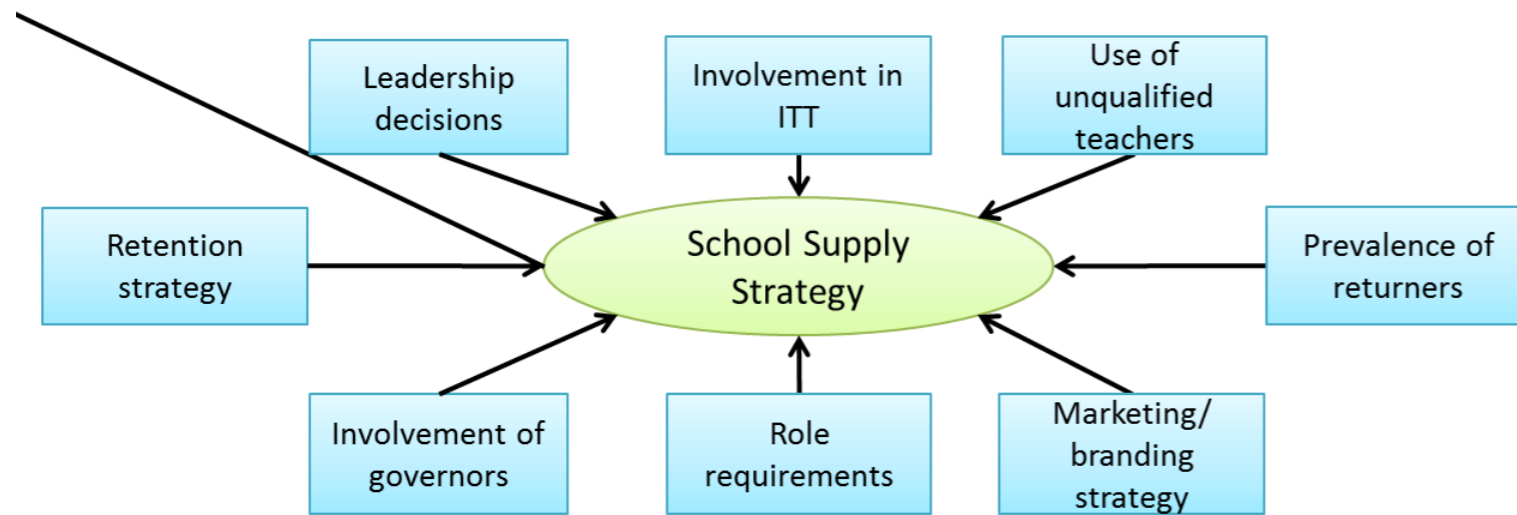 Leadership
decisions
Involvement in
ITT
Use of
unqualified
teachers
Retention
strategy
School Supply
Strategy
Prevalence of
returners
Involvement of
governors
Role
requirements
Marketing/
branding
strategy